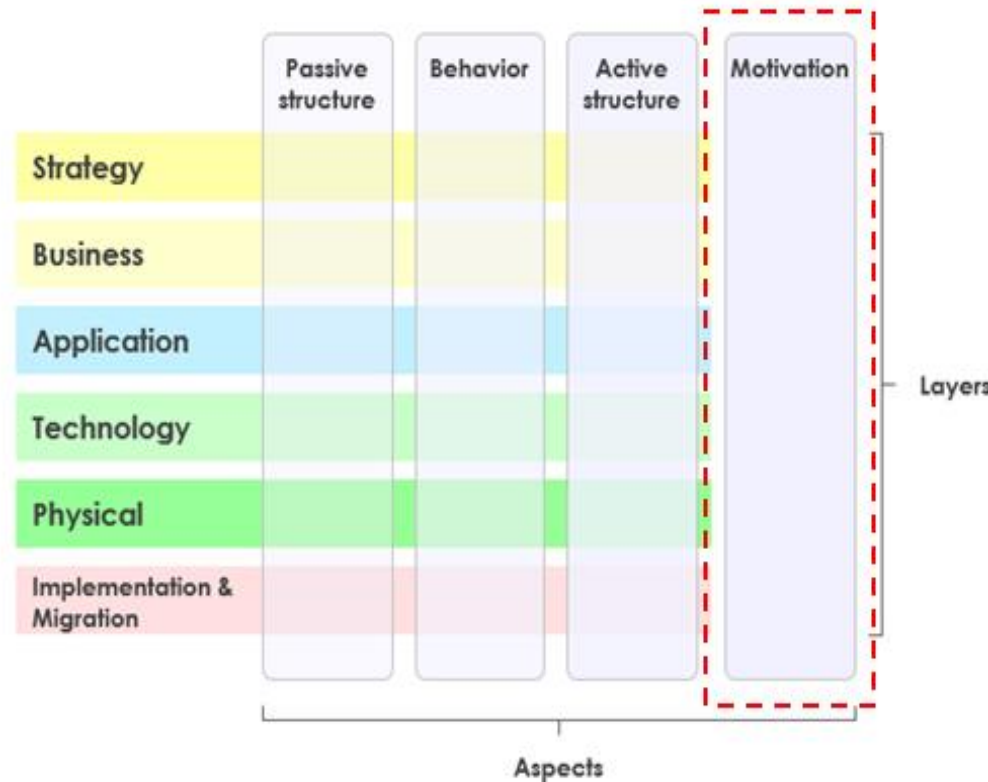 Passive
structure
Behavior
Active
structure
Motivation
Strategy
Business
Application
Layers
Technology
Physical
Implementation &
Migration
Aspects